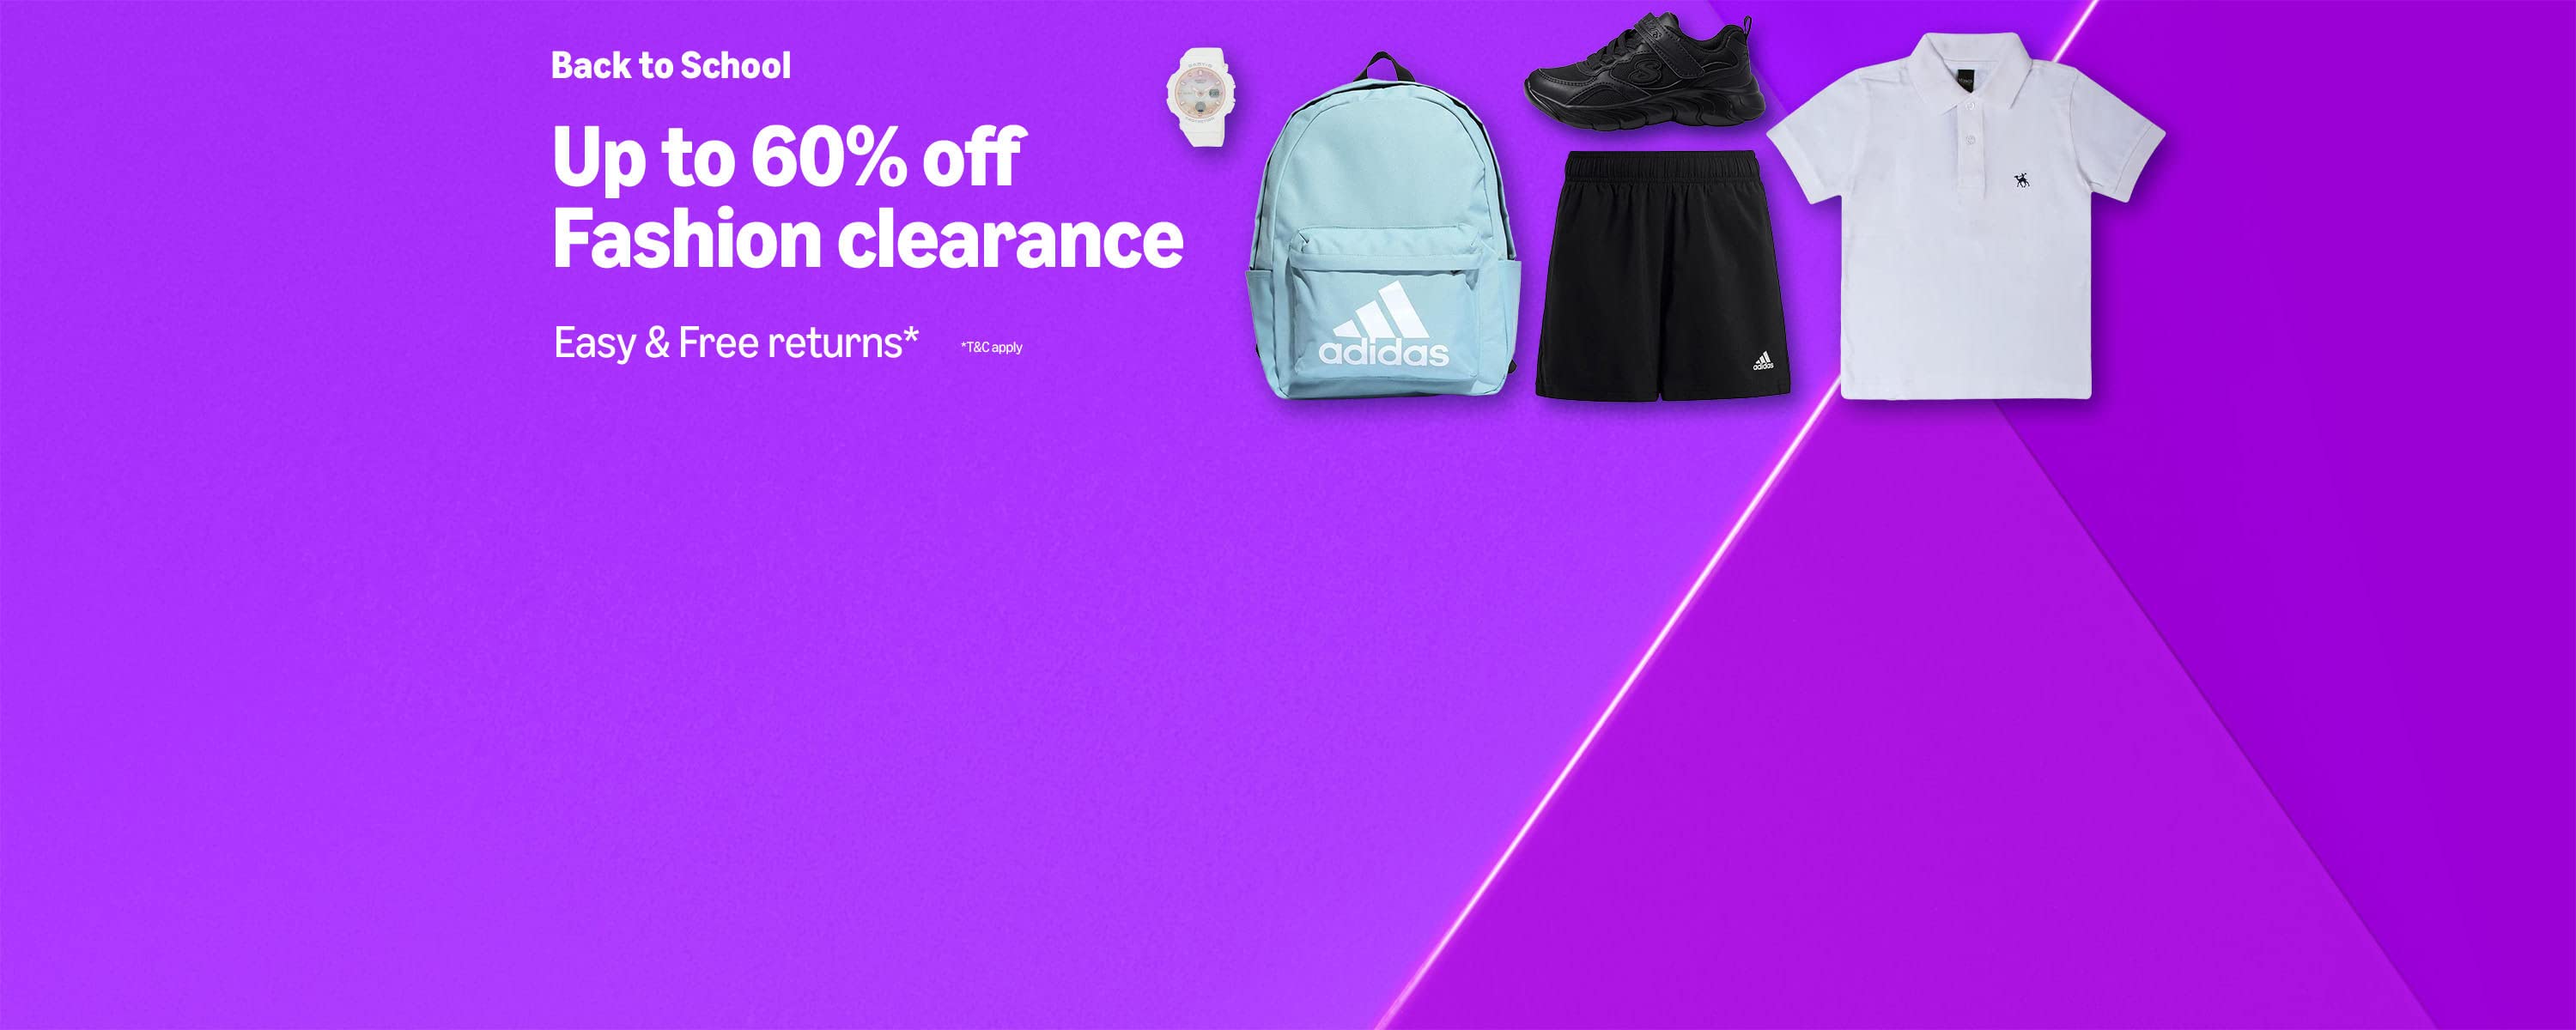 Back to School
Up to 60% off
Fashion clearance
Easy & Free returns*
*T&C apply
adidas
adidas